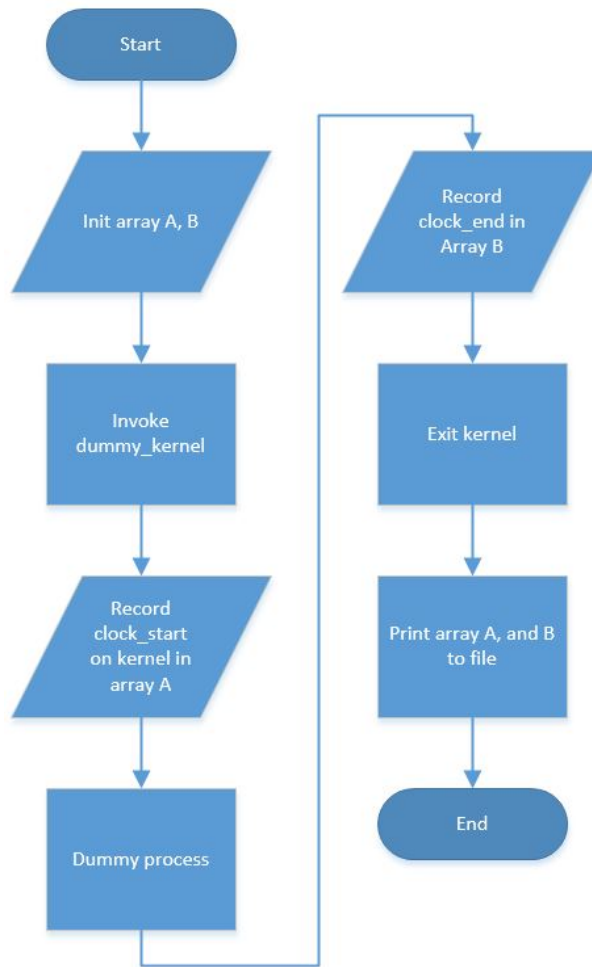 Start
Init array A, B
Invoke
dummy_kernel
Record
clock_start
on kernel in
array A
Dummy process
Record
clock_end in
Array B
Exit kernel
Print array A, and B
to file
End